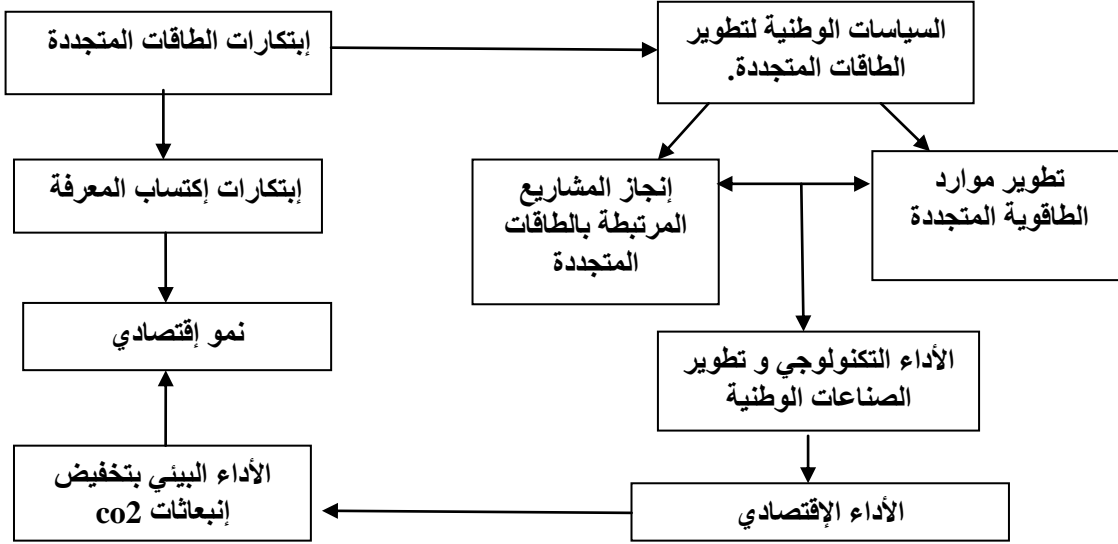 السياسات الوطنية لتطوير
الطاقات المتجددة.
إبتكارات الطاقات المتجددة
تطوير موارد
الطاقوية المتجددة
إنجاز المشاريع
المرتبطة بالطاقات
المتجددة
إبتكارات إكتساب المعرفة
نمو إقتصادي
الأداء التكنولوجي و تطوير
الصناعات الوطنية
الأداء البيئي بتخفيض
إنبعاثات co2
الأداء الإقتصادي